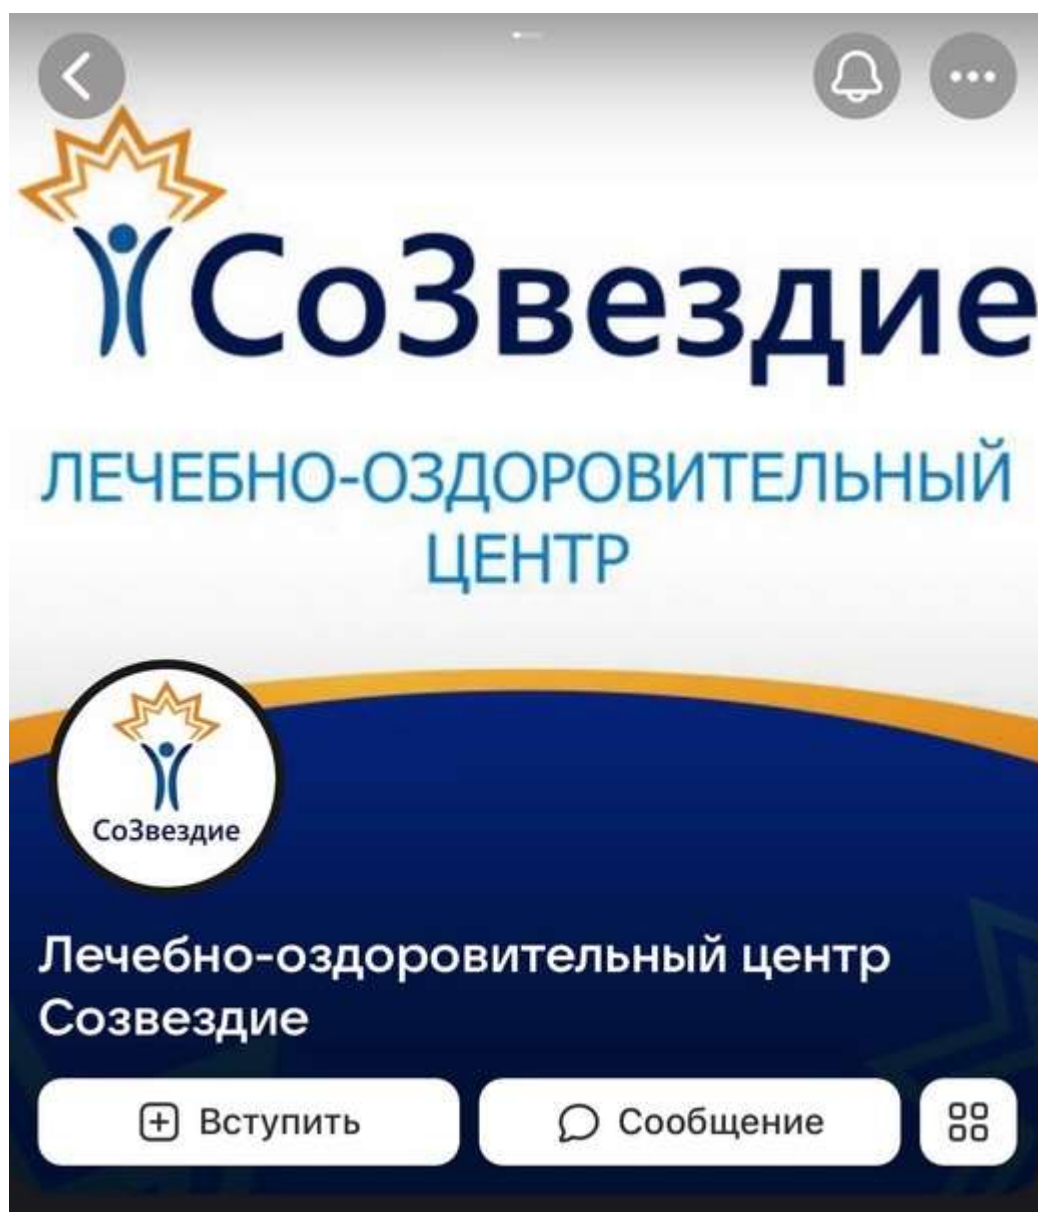 СоЗвездие
ЛЕЧЕБНО-ОЗДОРОВИТЕЛЬНЫЙ
ЦЕНТР
СоЗвездие
Лечебно-оздоровительный центр
Созвездие
Вступить
Сообщение